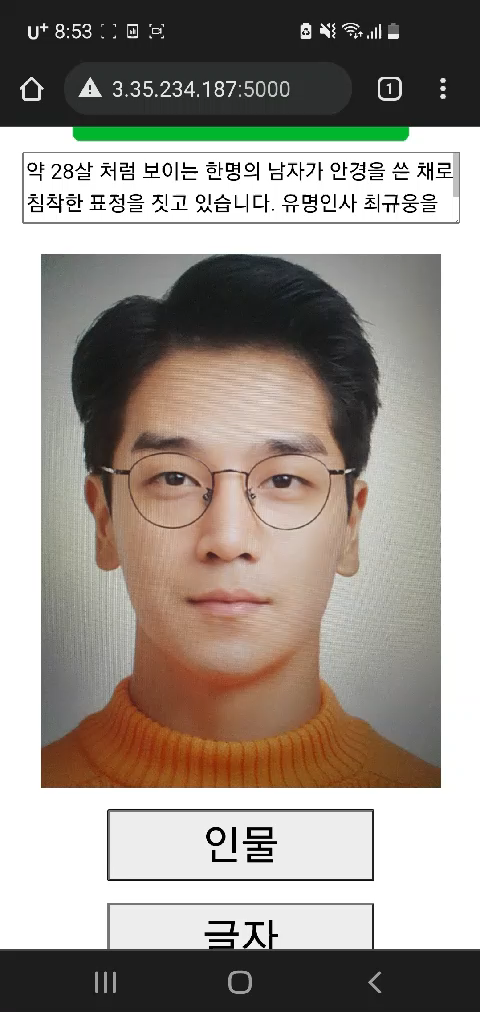 U+ 8:53
3.35.234.187:5000
1
약 28살 처럼 보이는 한명의 남자가 안경을 쓴 채로
침착한 표정을 짓고 있습니다. 유명인사 최규웅을
인물
글자